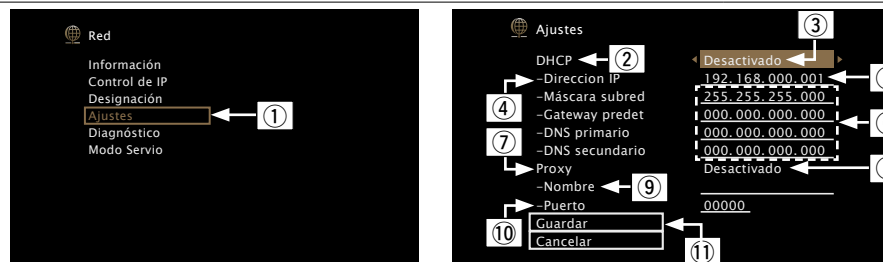 Red
Información
Control de IP
Designación
Ajustes
①
Diagnóstico
Modo Servio
Ajustes
③
DHCP
②
Desactivado
–Direccion IP
192.168.000.001
④
–Máscara subred
255.255.255.000
–Gateway predet
000.000.000.000
–DNS primario
000.000.000.000
⑦
–DNS secundario
000.000.000.000
Proxy
Desactivado
–Nombre
⑨
–Puerto
00000
⑩
Guardar
Cancelar
⑪